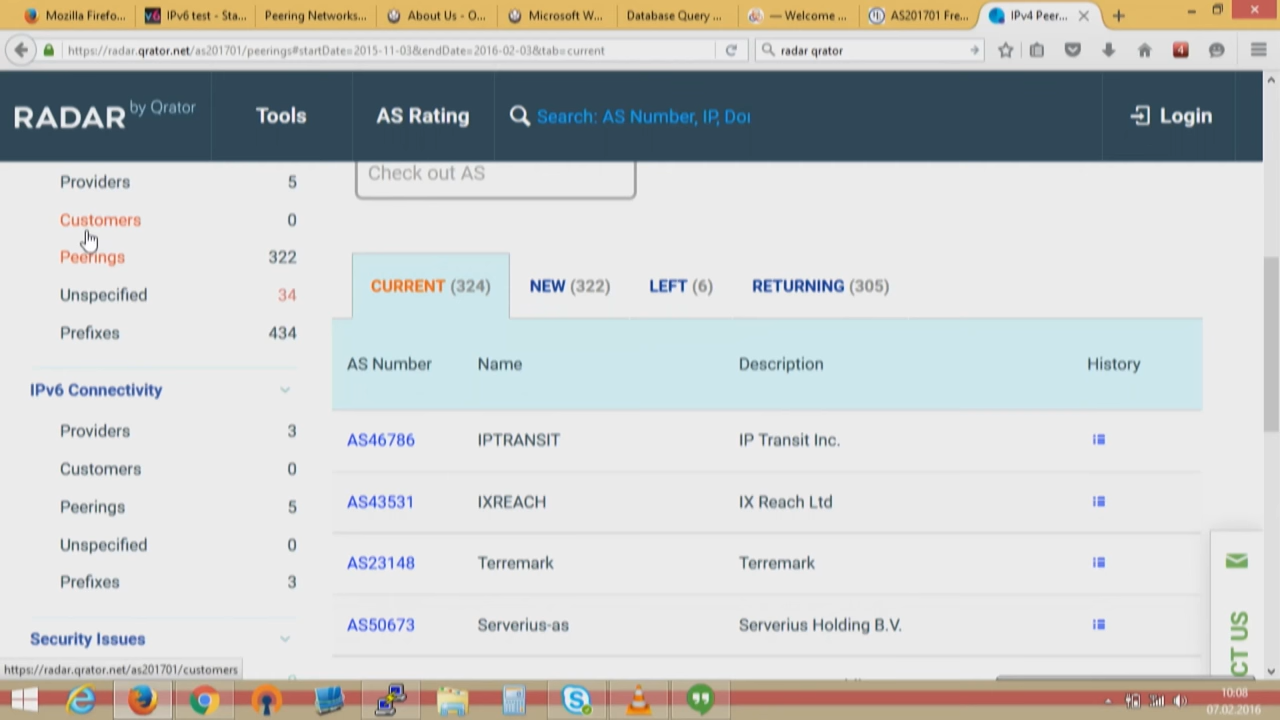 Mozilla Firefo...
IPv6 test - Sta...
Peering Networks...
About Us - O...
Microsoft W...
Database Query ...
— Welcome ...
AS201701 Fre...
IPv4 Peer...
https://radar.qrator.net/as201701/peerings#startDate=2015-11-03&endDate=2016-02-03&tab=current
radar qrator
4
RADAR by Qrator
Tools
AS Rating
Search: AS Number, IP, Doi
Login
Providers 5
Customers 0
Peerings 322
Unspecified 34
Prefixes 434
IPv6 Connectivity
Providers 3
Customers 0
Peerings 5
Unspecified 0
Prefixes 3
Security Issues
Check out AS
CURRENT (324) NEW (322) LEFT (6) RETURNING (305)
AS Number Name Description History
AS46786 IPTRANSIT IP Transit Inc.
AS43531 IXREACH IX Reach Ltd
AS23148 Terremark Terremark
AS50673 Serverius-as Serverius Holding B.V.
CT US
https://radar.qrator.net/as201701/customers
10:08
07.02.2016